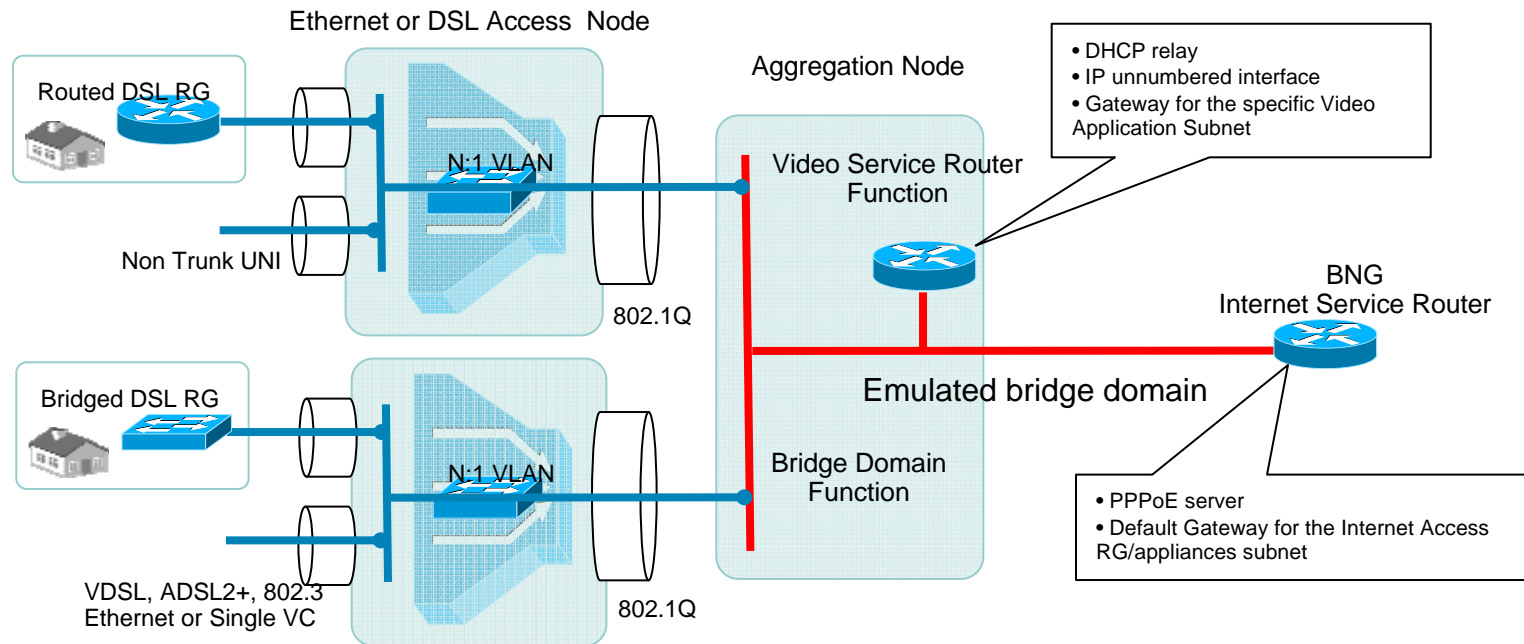 Ethernet or DSL Access Node
Routed DSL RG
N:1 VLAN
Non Trunk UNI
802.1Q
Aggregation Node
Video Service Router
Function
• DHCP relay
• IP unnumbered interface
• Gateway for the specific Video
Application Subnet
BNG
Internet Service Router
Emulated bridge domain
Bridged DSL RG
N:1 VLAN
Bridge Domain
Function
VDSL, ADSL2+, 802.3
Ethernet or Single VC
802.1Q
• PPPoE server
• Default Gateway for the Internet Access
RG/appliances subnet